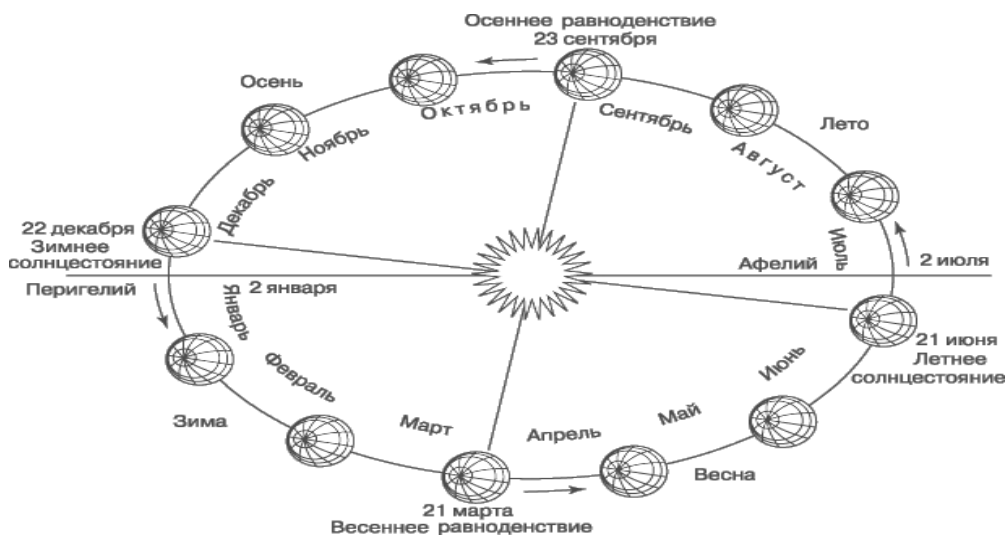 Осеннее равноденствие
23 сентября
Осень
Октябрь
Сентябрь
Лето
Ноябрь
Август
Декабрь
22 декабря
Зимнее
солнцестояние
Июль
Афелий
2 июля
Перигелий
2 января
Январь
21 июня
Летнее
солнцестояние
Февраль
Июнь
Зима
Март
Апрель
Май
Весна
21 марта
Весеннее равноденствие